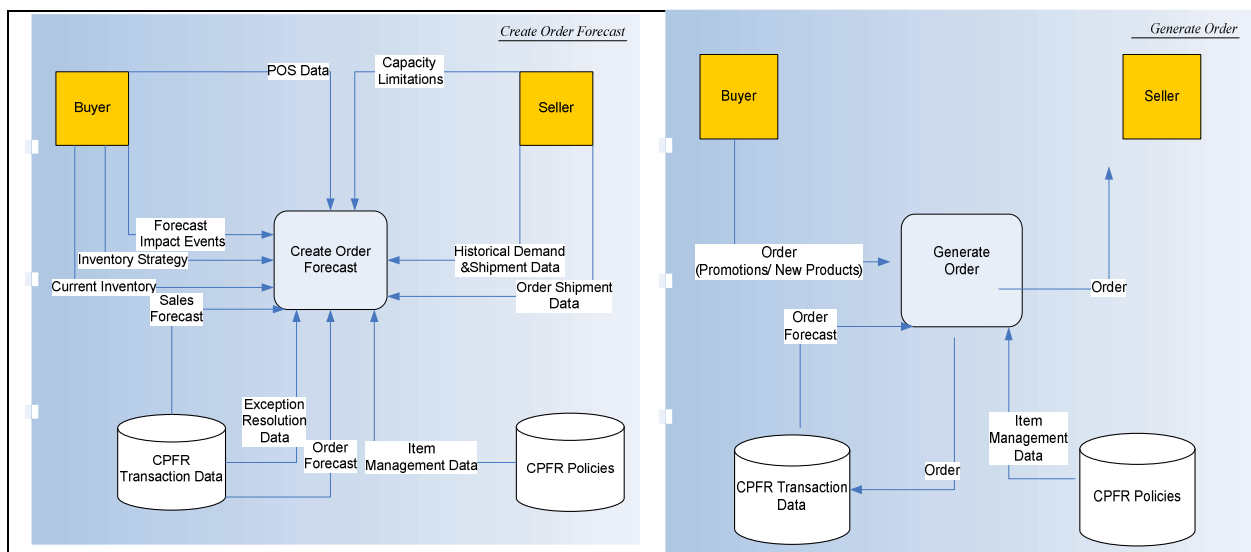 Create Order Forecast
POS Data
Capacity
Limitations
Buyer
Seller
Forecast
Impact Events
Inventory Strategy
Current Inventory
Sales
Forecast
Create Order
Forecast
Historical Demand
&Shipment Data
Order Shipment
Data
Exception
Resolution
Data
Order
Forecast
Item
Management Data
CPFR
Transaction Data
CPFR Policies
Generate Order
Buyer
Seller
Order
(Promotions/ New Products)
Generate
Order
Order
Order
Forecast
Item
Management
Data
Order
CPFR Transaction
Data
CPFR Policies